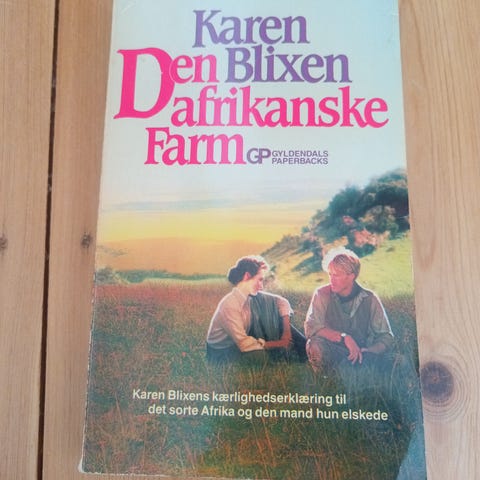 Karen
Den Blixen
afrikanske
Farm
GP GYLDENDALS
PAPERBACKS
Karen Blixens kærlighedserklæring til
det sorte Afrika og den mand hun elskede